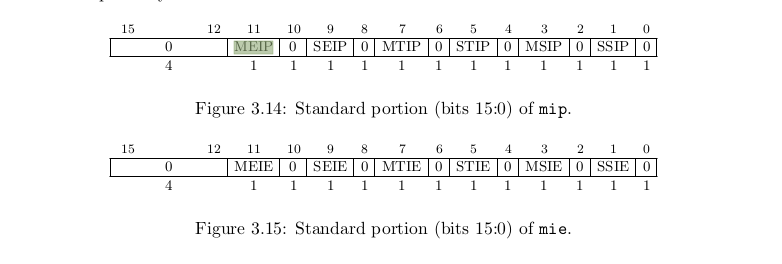 15 12 11 10 9 8 7 6 5 4 3 2 1 0
0 MEIP 0 SEIP 0 MTIP 0 STIP 0 MSIP 0 SSIP 0
4 1 1 1 1 1 1 1 1 1 1 1 1
Figure 3.14: Standard portion (bits 15:0) of mip.
15 12 11 10 9 8 7 6 5 4 3 2 1 0
0 MEIE 0 SEIE 0 MTIE 0 STIE 0 MSIE 0 SSIE 0
4 1 1 1 1 1 1 1 1 1 1 1 1
Figure 3.15: Standard portion (bits 15:0) of mie.